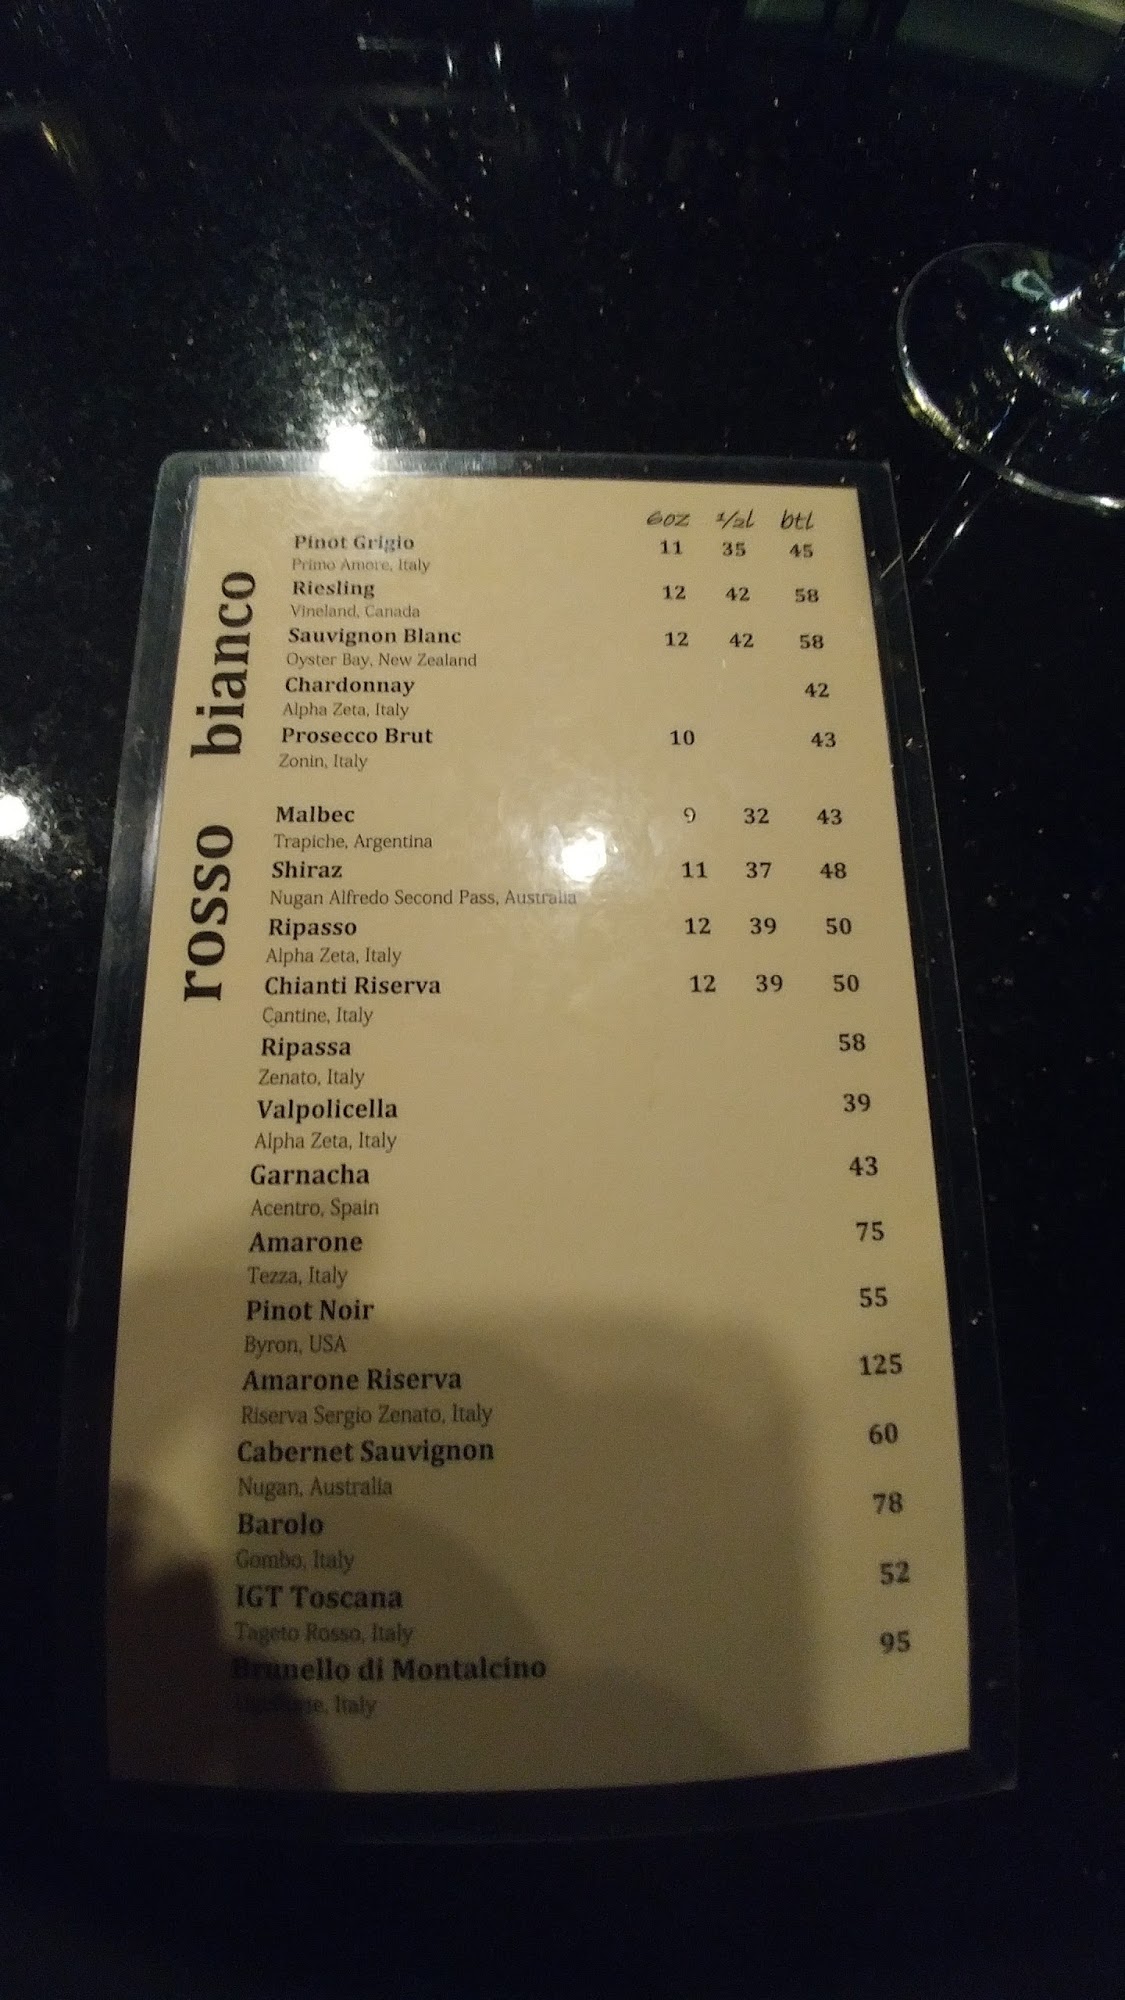 6oz 1/2l btl
bianco
Pinot Grigio 11 35 45
Primo Amore, Italy
Riesling 12 42 58
Vineland, Canada
Sauvignon Blanc 12 42 58
Oyster Bay, New Zealand
Chardonnay 42
Alpha Zeta, Italy
Prosecco Brut 10 43
Zonin, Italy
rosso
Malbec 9 32 43
Trapiche, Argentina
Shiraz 11 37 48
Nugan Alfredo Second Pass, Australia
Ripasso 12 39 50
Alpha Zeta, Italy
Chianti Riserva 12 39 50
Cantine, Italy
Ripassa 58
Zenato, Italy
Valpolicella 39
Alpha Zeta, Italy
Garnacha 43
Acentro, Spain
Amarone 75
Tezza, Italy
Pinot Noir 55
Byron, USA
Amarone Riserva 125
Riserva Sergio Zenato, Italy
Cabernet Sauvignon 60
Nugan, Australia
Barolo 78
Gombo, Italy
IGT Toscana 52
Tageto Rosso, Italy
Brunello di Montalcino 95
Italy